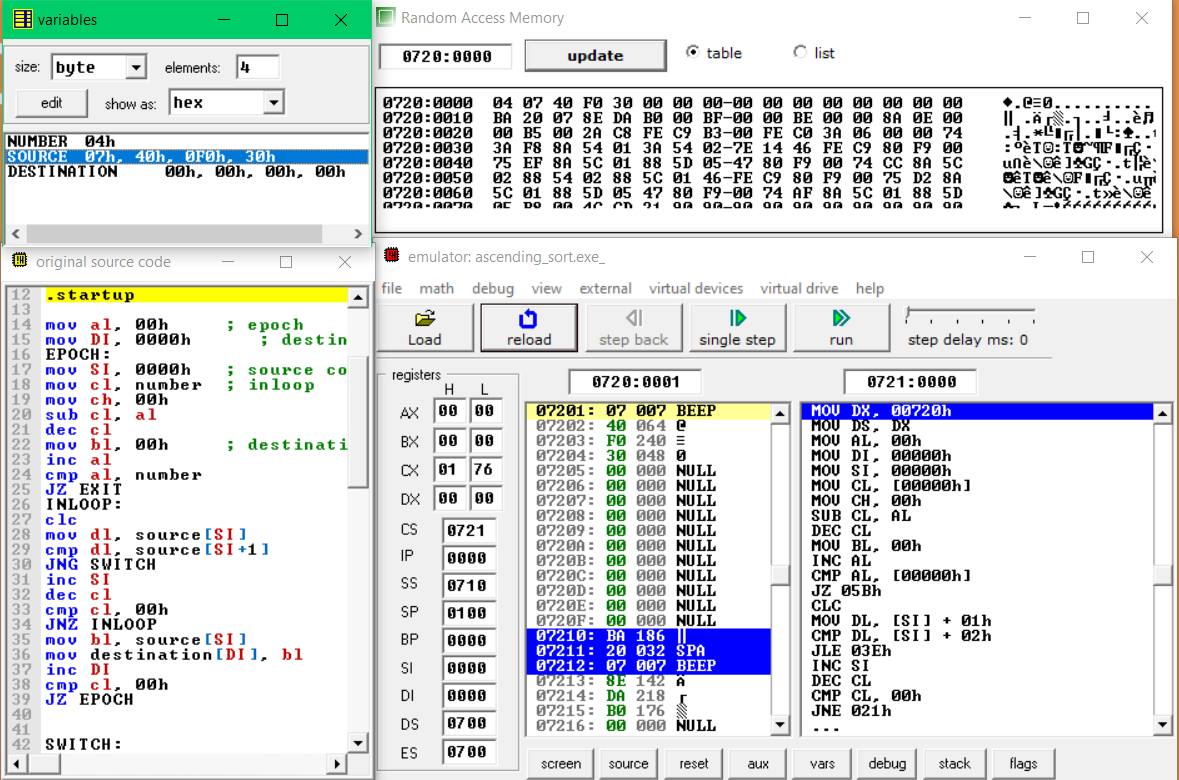 variables
size: byte elements: 4
edit show as: hex
NUMBER 04h
SOURCE 07h, 40h, 0F0h, 30h
DESTINATION 00h, 00h, 00h, 00h
Random Access Memory
0720:0000 update table list
0720:0000 04 07 40 F0 30 00 00 00-00 00 00 00 00 00 00 00
0720:0010 BA 20 07 8E DA B0 00 BF-00 00 BE 00 00 8A 0E 00
0720:0020 00 B5 00 2A C8 FE C9 B3-00 FE C0 3A 06 00 00 74
0720:0030 3A F8 8A 54 01 3A 54 02-7E 14 46 FE C9 80 F9 00
0720:0040 75 EF 8A 5C 01 88 5D 05-47 80 F9 00 74 CC 8A 5C
0720:0050 02 88 54 02 88 5C 01 46-FE C9 80 F9 00 75 D2 8A
0720:0060 5C 01 88 5D 05 47 80 F9-00 74 AF 8A 5C 01 88 5D
0720:0070 05 B8 00 4C CD 21 90 90-90 90 90 90 90 90 90 90
original source code
12 .startup
13
14 mov al, 00h ; epoch
15 mov DI, 0000h ; destin
16 EPOCH:
17 mov SI, 0000h ; source co
18 mov cl, number ; inloop
19 mov ch, 00h
20 sub cl, al
21 dec cl
22 mov bl, 00h ; destinati
23 inc al
24 cmp al, number
25 JZ EXIT
26 INLOOP:
27 clc
28 mov dl, source[SI]
29 cmp dl, source[SI+1]
30 JNG SWITCH
31 inc SI
32 dec cl
33 cmp cl, 00h
34 JNZ INLOOP
35 mov bl, source[SI]
36 mov destination[DI], bl
37 inc DI
38 cmp cl, 00h
39 JZ EPOCH
40
41
42 SWITCH:
emulator: ascending_sort.exe_
file math debug view external virtual devices virtual drive help
Load reload step back single step run step delay ms: 0
registers
H L
AX 00 00
BX 00 00
CX 01 76
DX 00 00
CS 0721
IP 0000
SS 0710
SP 0100
BP 0000
SI 0000
DI 0000
DS 0700
ES 0700
0720:0001
07201: 07 007 BEEP
07202: 40 064 @
07203: F0 240 ≡
07204: 30 048 0
07205: 00 000 NULL
07206: 00 000 NULL
07207: 00 000 NULL
07208: 00 000 NULL
07209: 00 000 NULL
0720A: 00 000 NULL
0720B: 00 000 NULL
0720C: 00 000 NULL
0720D: 00 000 NULL
0720E: 00 000 NULL
0720F: 00 000 NULL
07210: BA 186 ║
07211: 20 032 SPA
07212: 07 007 BEEP
07213: 8E 142 Ä
07214: DA 218 ┌
07215: B0 176 ░
07216: 00 000 NULL
0721:0000
MOV DX, 00720h
MOV DS, DX
MOV AL, 00h
MOV DI, 00000h
MOV SI, 00000h
MOV CL, [00000h]
MOV CH, 00h
SUB CL, AL
DEC CL
MOV BL, 00h
INC AL
CMP AL, [00000h]
JZ 05Bh
CLC
MOV DL, [SI] + 01h
CMP DL, [SI] + 02h
JLE 03Eh
INC SI
DEC CL
CMP CL, 00h
JNE 021h
...
screen source reset aux vars debug stack flags